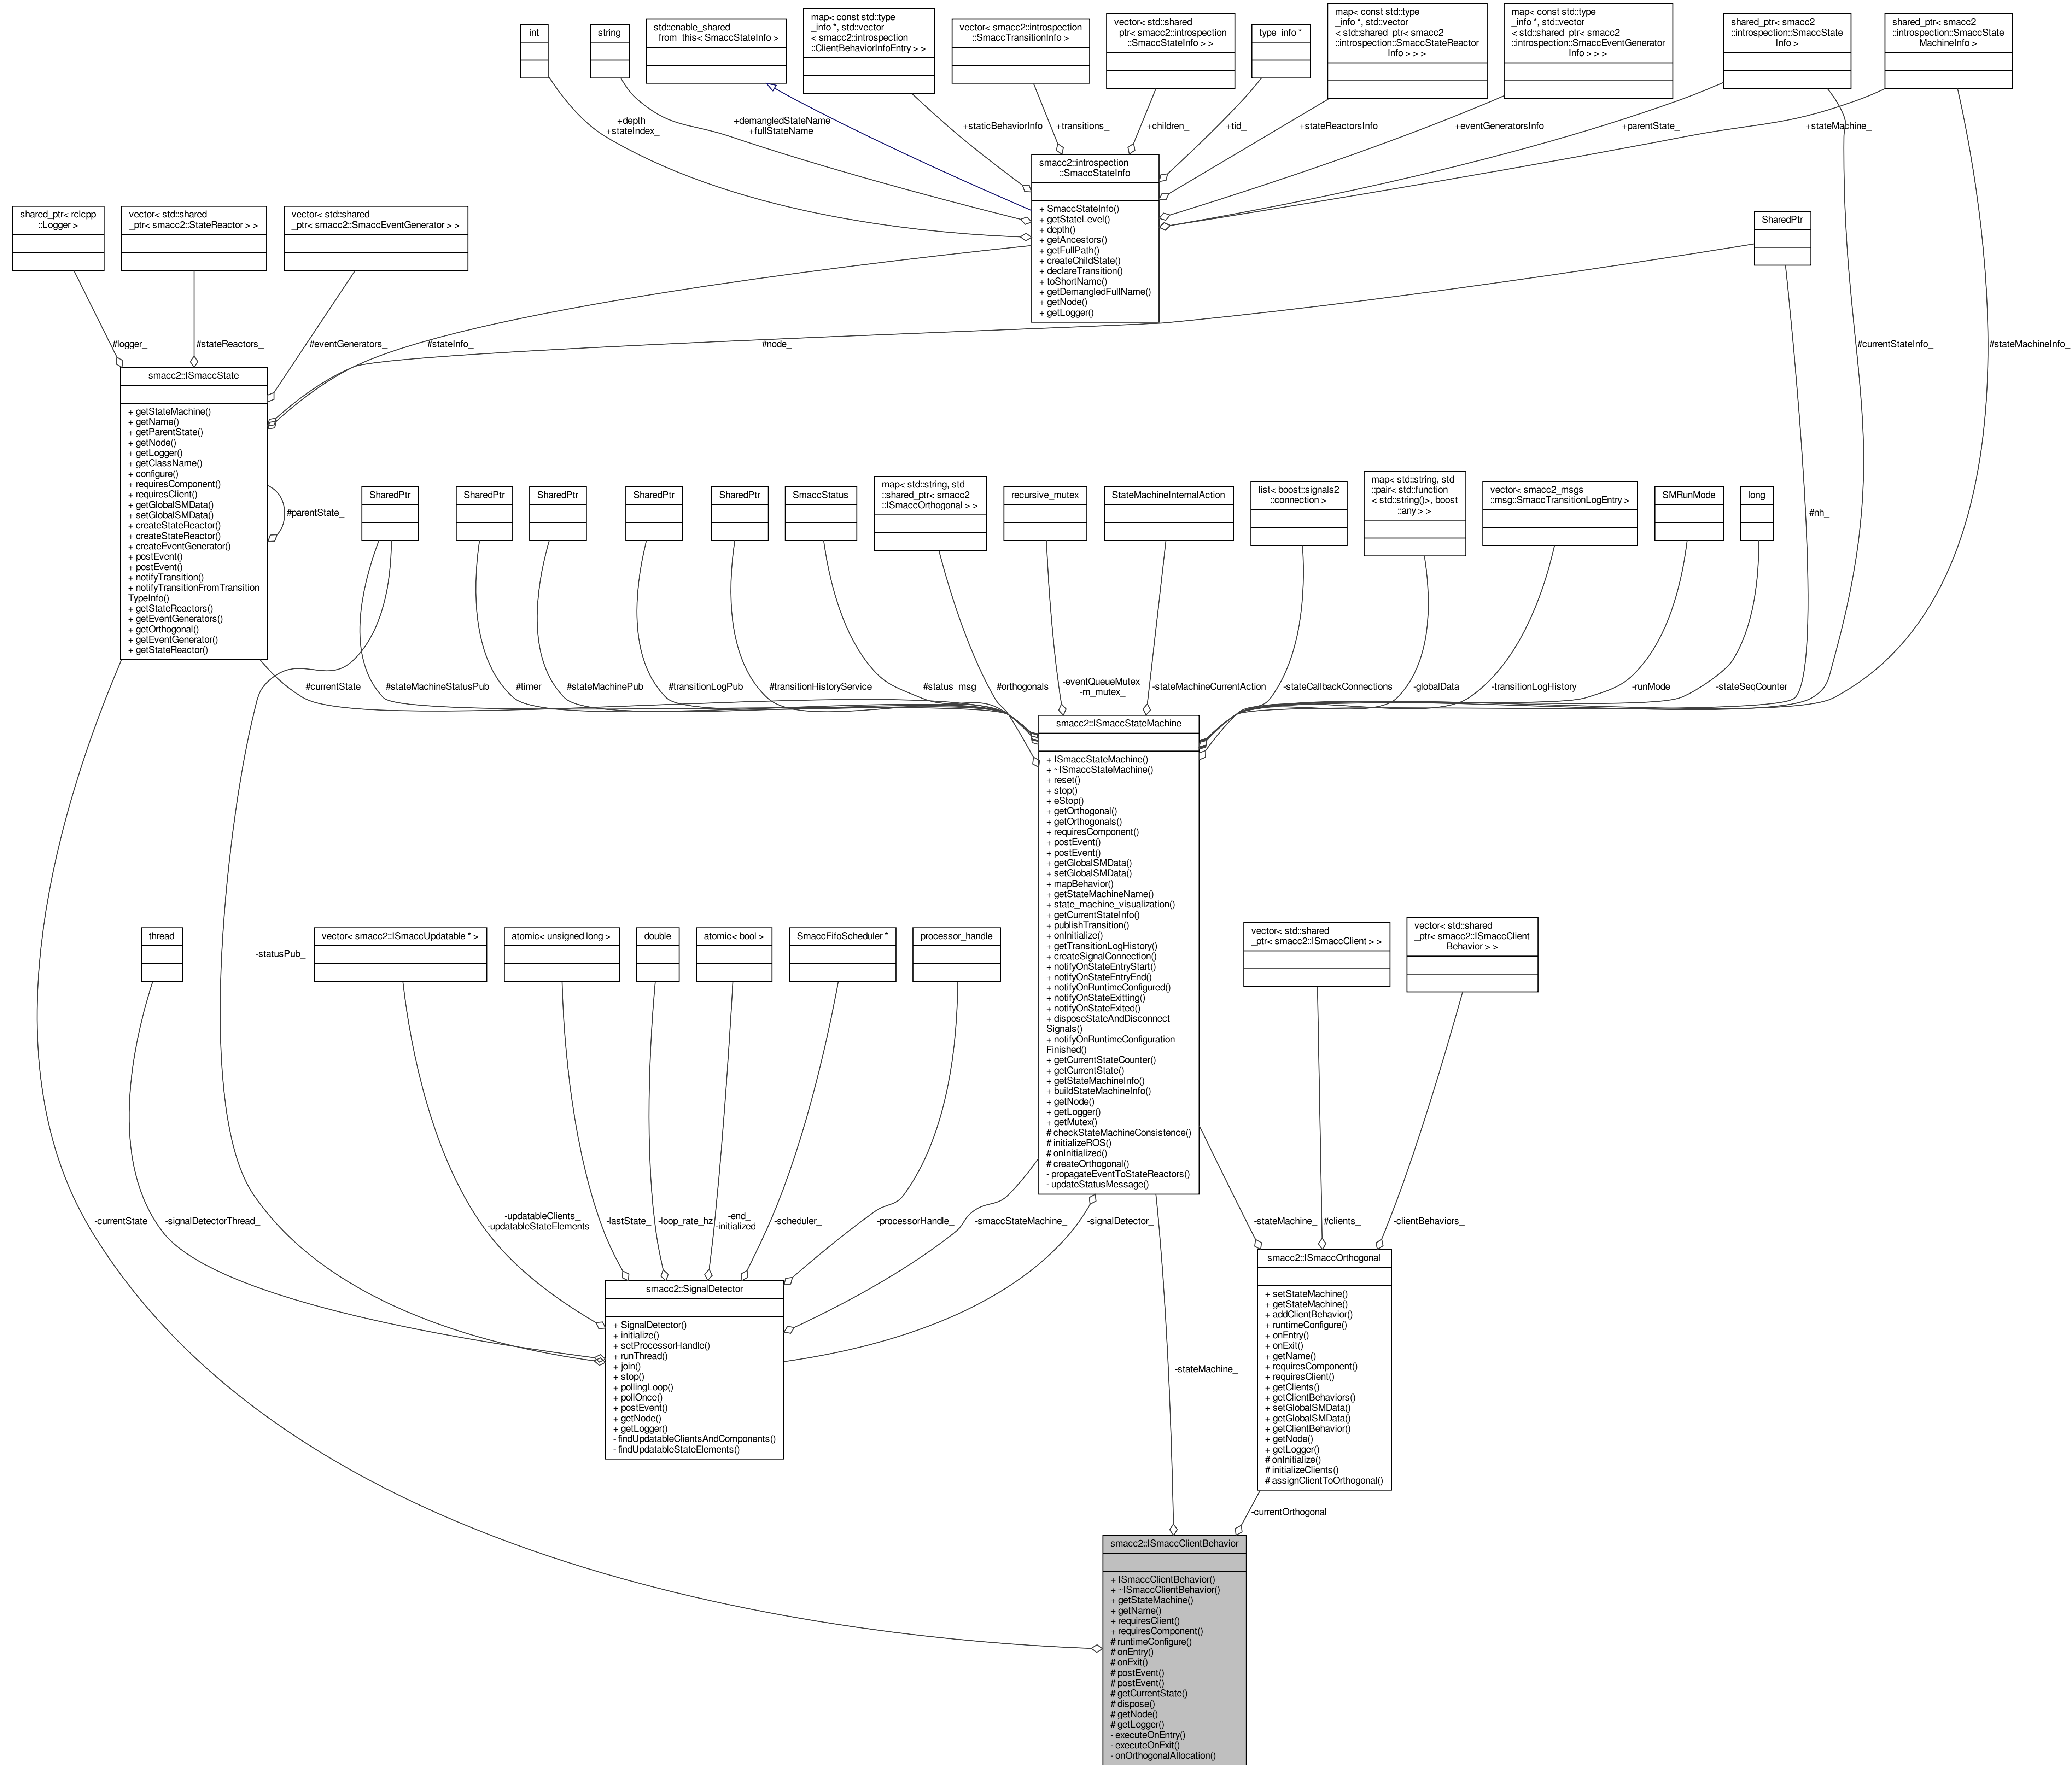 int
string
std::enable_shared
_from_this< SmaccStateInfo >
map< const std::type
_info *, std::vector
< smacc2::introspection
::ClientBehaviorInfoEntry > >
vector< smacc2::introspection
::SmaccTransitionInfo >
vector< std::shared
_ptr< smacc2::introspection
::SmaccStateInfo > >
type_info *
map< const std::type
_info *, std::vector
< std::shared_ptr< smacc2
::introspection::SmaccStateReactor
Info > > >
map< const std::type
_info *, std::vector
< std::shared_ptr< smacc2
::introspection::SmaccEventGenerator
Info > > >
shared_ptr< smacc2
::introspection::SmaccState
Info >
shared_ptr< smacc2
::introspection::SmaccState
MachineInfo >
+depth_
+stateIndex_
+demangledStateName
+fullStateName
+staticBehaviorInfo
+transitions_
+children_
+tid_
+stateReactorsInfo
+eventGeneratorsInfo
+parentState_
+stateMachine_
smacc2::introspection
::SmaccStateInfo
+ SmaccStateInfo()
+ getStateLevel()
+ depth()
+ getAncestors()
+ getFullPath()
+ createChildState()
+ declareTransition()
+ toShortName()
+ getDemangledFullName()
+ getNode()
+ getLogger()
shared_ptr< rclcpp
::Logger >
vector< std::shared
_ptr< smacc2::StateReactor > >
vector< std::shared
_ptr< smacc2::SmaccEventGenerator > >
SharedPtr
#logger_
#stateReactors_
#eventGenerators_
#stateInfo_
#node_
#currentStateInfo_
#stateMachineInfo_
smacc2::ISmaccState
+ getStateMachine()
+ getName()
+ getParentState()
+ getNode()
+ getLogger()
+ getClassName()
+ configure()
+ requiresComponent()
+ requiresClient()
+ getGlobalSMData()
+ setGlobalSMData()
+ createStateReactor()
+ createStateReactor()
+ createEventGenerator()
+ postEvent()
+ postEvent()
+ notifyTransition()
+ notifyTransitionFromTransition
TypeInfo()
+ getStateReactors()
+ getEventGenerators()
+ getOrthogonal()
+ getEventGenerator()
+ getStateReactor()
#parentState_
SharedPtr
SharedPtr
SharedPtr
SharedPtr
SharedPtr
SmaccStatus
map< std::string, std
::shared_ptr< smacc2
::ISmaccOrthogonal > >
recursive_mutex
StateMachineInternalAction
list< boost::signals2
::connection >
map< std::string, std
::pair< std::function
< std::string()>, boost
::any > >
vector< smacc2_msgs
::msg::SmaccTransitionLogEntry >
SMRunMode
long
#nh_
#currentState_
#stateMachineStatusPub_
#timer_
#stateMachinePub_
#transitionLogPub_
#transitionHistoryService_
#status_msg_
#orthogonals_
-eventQueueMutex_
-m_mutex_
-stateMachineCurrentAction
-stateCallbackConnections
-globalData_
-transitionLogHistory_
-runMode_
-stateSeqCounter_
smacc2::ISmaccStateMachine
+ ISmaccStateMachine()
+ ~ISmaccStateMachine()
+ reset()
+ stop()
+ eStop()
+ getOrthogonal()
+ getOrthogonals()
+ requiresComponent()
+ postEvent()
+ postEvent()
+ getGlobalSMData()
+ setGlobalSMData()
+ mapBehavior()
+ getStateMachineName()
+ state_machine_visualization()
+ getCurrentStateInfo()
+ publishTransition()
+ onInitialize()
+ getTransitionLogHistory()
+ createSignalConnection()
+ notifyOnStateEntryStart()
+ notifyOnStateEntryEnd()
+ notifyOnRuntimeConfigured()
+ notifyOnStateExitting()
+ notifyOnStateExited()
+ disposeStateAndDisconnect
Signals()
+ notifyOnRuntimeConfiguration
Finished()
+ getCurrentStateCounter()
+ getCurrentState()
+ getStateMachineInfo()
+ buildStateMachineInfo()
+ getNode()
+ getLogger()
+ getMutex()
# checkStateMachineConsistence()
# initializeROS()
# onInitialized()
# createOrthogonal()
- propagateEventToStateReactors()
- updateStatusMessage()
thread
-statusPub_
vector< smacc2::ISmaccUpdatable * >
atomic< unsigned long >
double
atomic< bool >
SmaccFifoScheduler *
processor_handle
vector< std::shared
_ptr< smacc2::ISmaccClient > >
vector< std::shared
_ptr< smacc2::ISmaccClient
Behavior > >
-currentState
-signalDetectorThread_
-updatableClients_
-updatableStateElements_
-lastState_
-loop_rate_hz
-end_
-initialized_
-scheduler_
-processorHandle_
-smaccStateMachine_
-signalDetector_
-stateMachine_
#clients_
-clientBehaviors_
smacc2::SignalDetector
+ SignalDetector()
+ initialize()
+ setProcessorHandle()
+ runThread()
+ join()
+ stop()
+ pollingLoop()
+ pollOnce()
+ postEvent()
+ getNode()
+ getLogger()
- findUpdatableClientsAndComponents()
- findUpdatableStateElements()
-stateMachine_
smacc2::ISmaccOrthogonal
+ setStateMachine()
+ getStateMachine()
+ addClientBehavior()
+ runtimeConfigure()
+ onEntry()
+ onExit()
+ getName()
+ requiresComponent()
+ requiresClient()
+ getClients()
+ getClientBehaviors()
+ setGlobalSMData()
+ getGlobalSMData()
+ getClientBehavior()
+ getNode()
+ getLogger()
# onInitialize()
# initializeClients()
# assignClientToOrthogonal()
-currentOrthogonal
smacc2::ISmaccClientBehavior
+ ISmaccClientBehavior()
+ ~ISmaccClientBehavior()
+ getStateMachine()
+ getName()
+ requiresClient()
+ requiresComponent()
# runtimeConfigure()
# onEntry()
# onExit()
# postEvent()
# postEvent()
# getCurrentState()
# dispose()
# getNode()
# getLogger()
- executeOnEntry()
- executeOnExit()
- onOrthogonalAllocation()